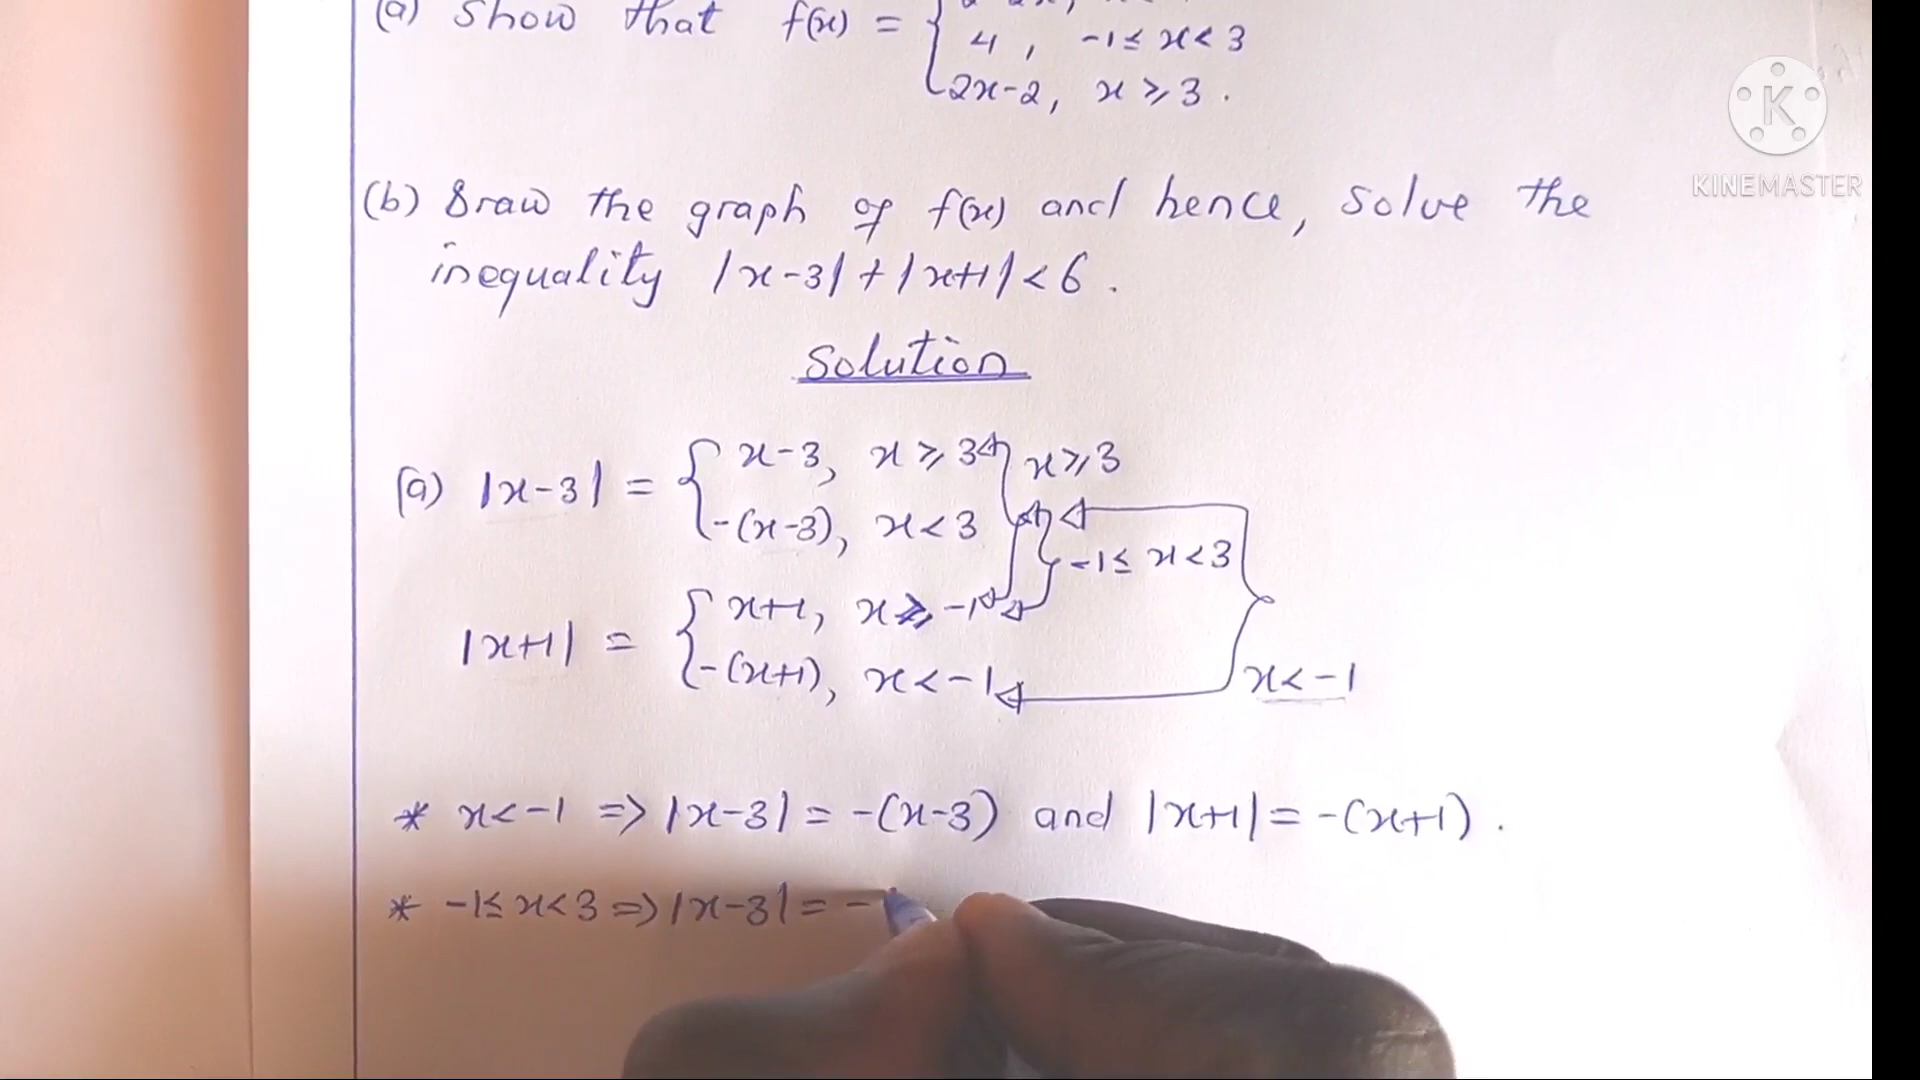 (a) Show that f(x) = {
4, -1 ≤ x < 3
2x-2, x ⩾ 3.
K
KINEMASTER
(b) Draw the graph of f(x) and hence, solve the
inequality |x-3| + |x+1| < 6.
Solution
(a) |x-3| = { x-3, x ⩾ 3 x ⩾ 3
-(x-3), x < 3
-1 ≤ x < 3
|x+1| = { x+1, x ⩾ -1
-(x+1), x < -1 x < -1
* x < -1 => |x-3| = -(x-3) and |x+1| = -(x+1).
* -1 ≤ x < 3 => |x-3| = -